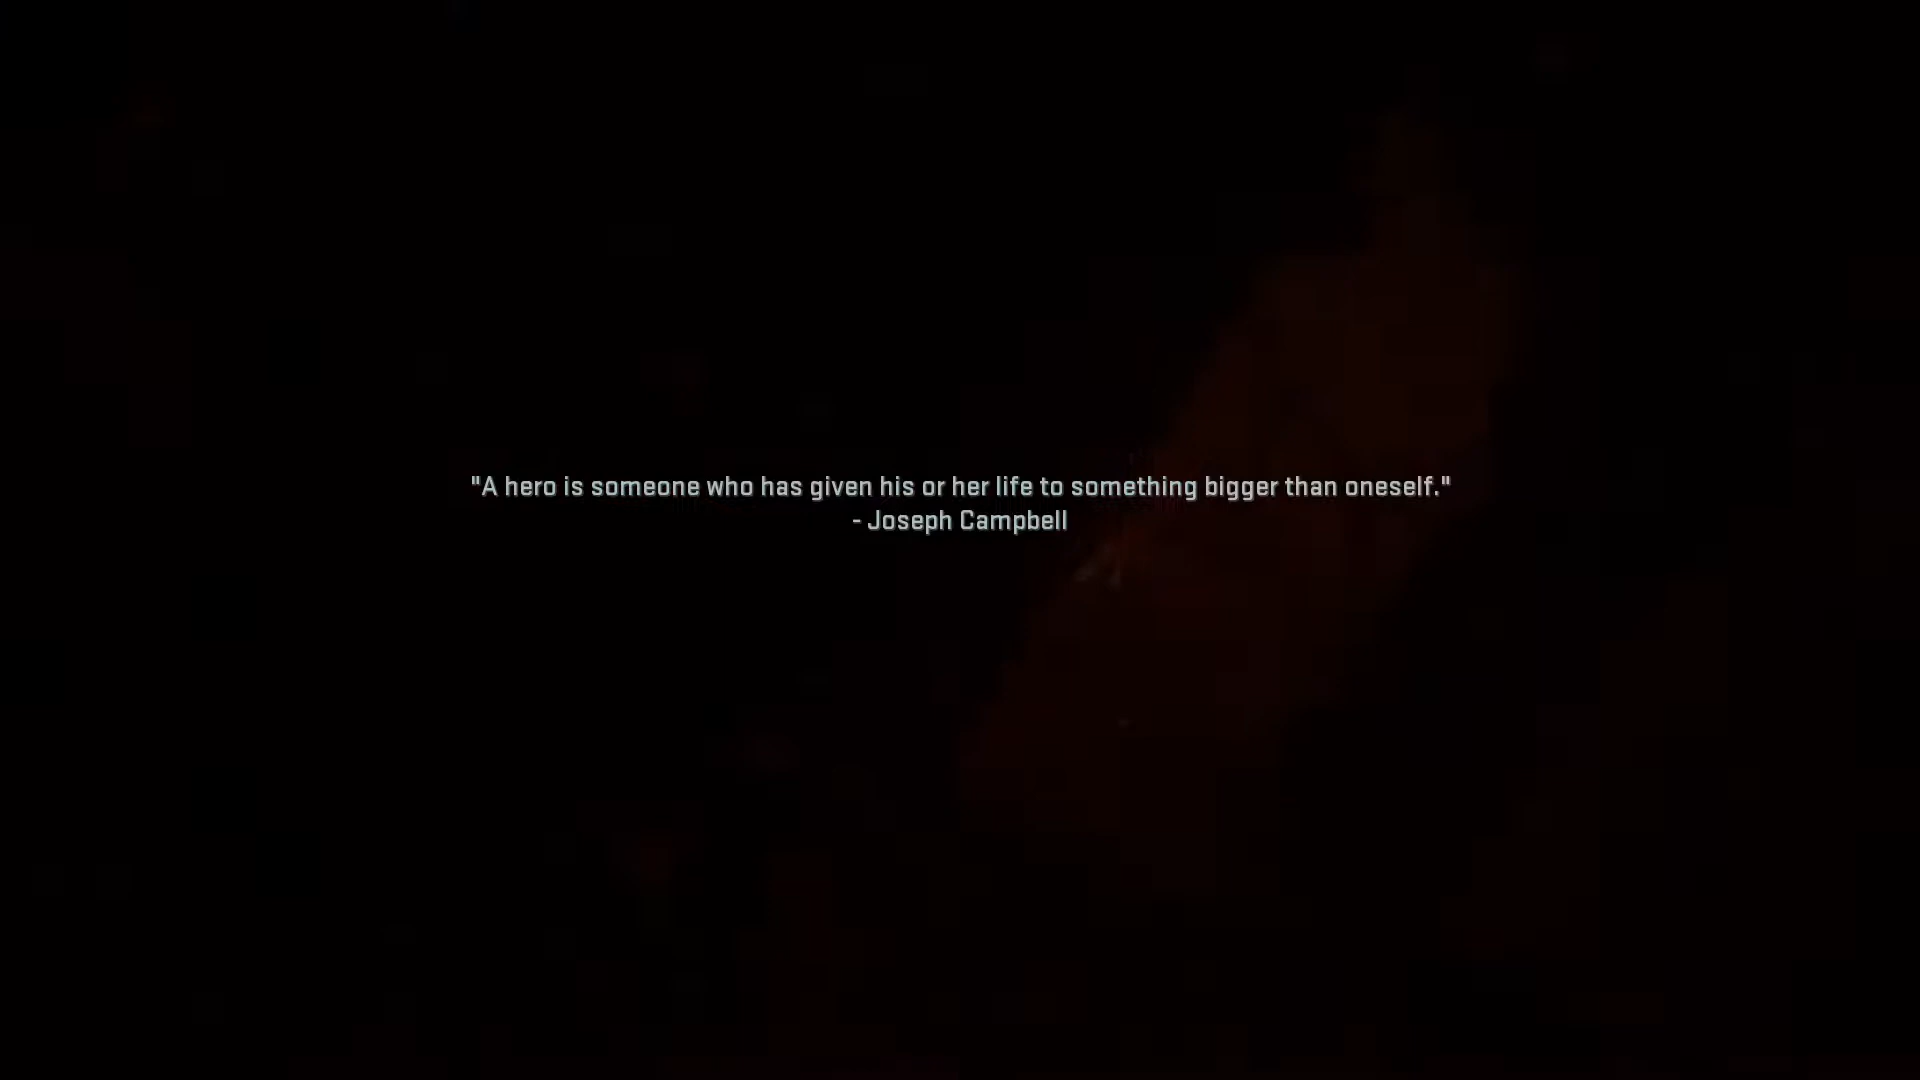 "A hero is someone who has given his or her life to something bigger than oneself."
- Joseph Campbell